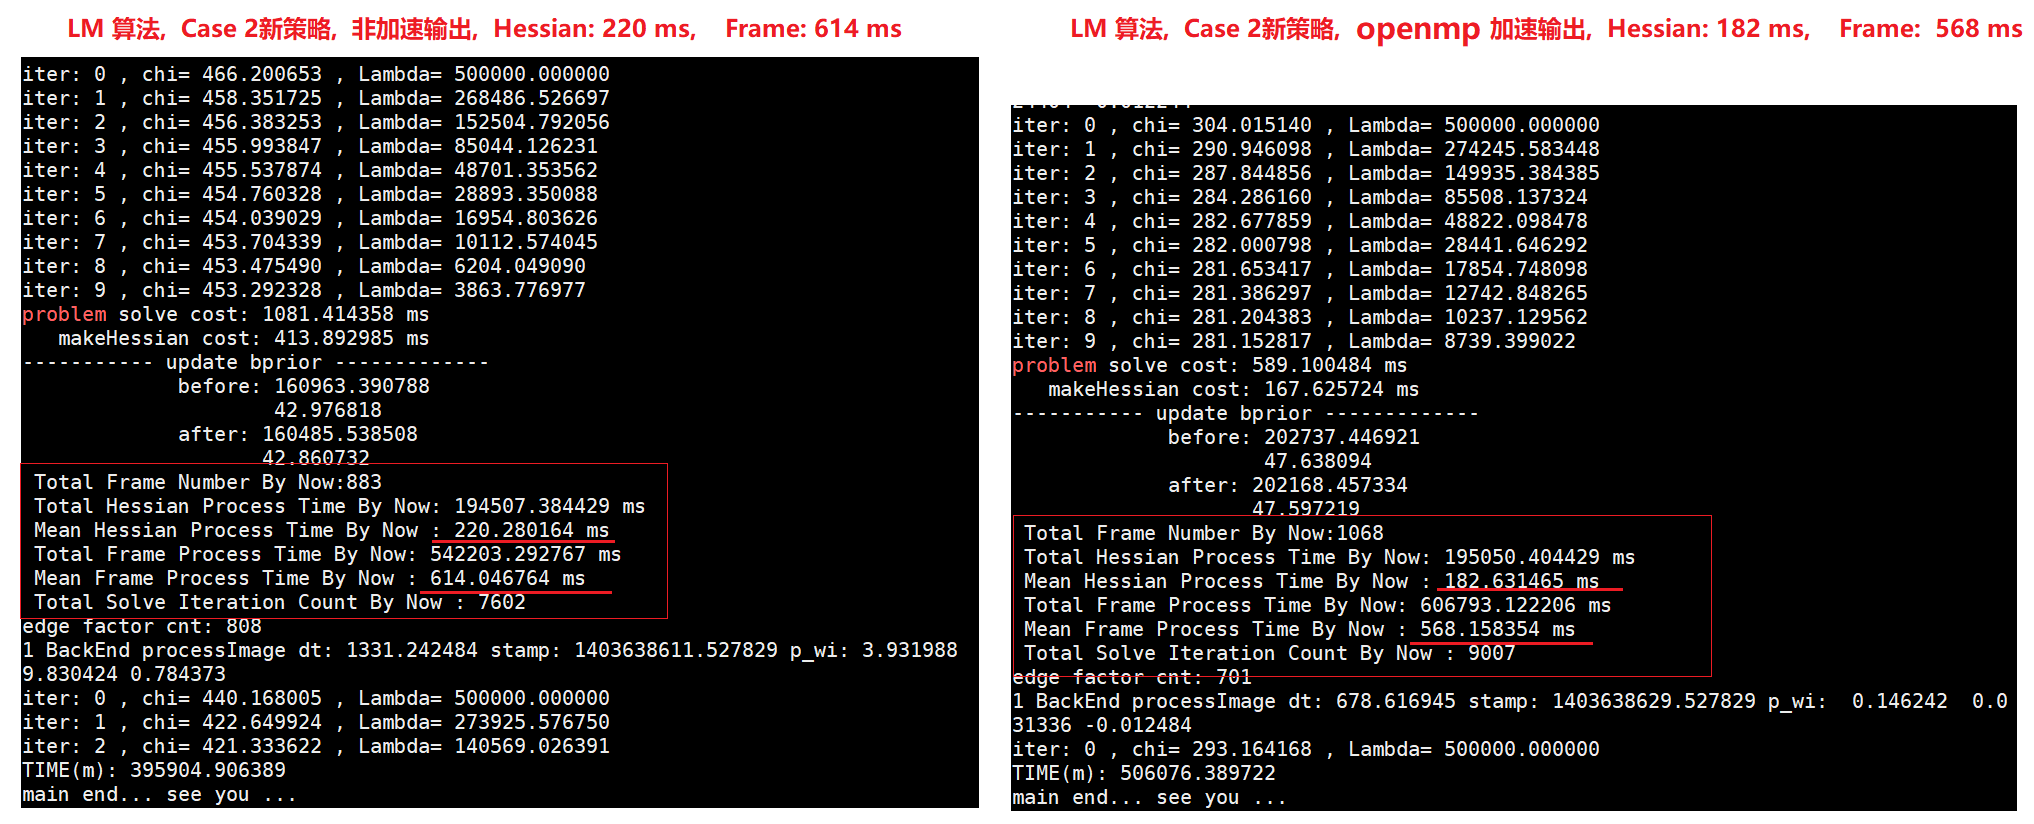 LM 算法, Case 2新策略, 非加速输出, Hessian: 220 ms, Frame: 614 ms
iter: 0 , chi= 466.200653 , Lambda= 500000.000000
iter: 1 , chi= 458.351725 , Lambda= 268486.526697
iter: 2 , chi= 456.383253 , Lambda= 152504.792056
iter: 3 , chi= 455.993847 , Lambda= 85044.126231
iter: 4 , chi= 455.537874 , Lambda= 48701.353562
iter: 5 , chi= 454.760328 , Lambda= 28893.350088
iter: 6 , chi= 454.039029 , Lambda= 16954.803626
iter: 7 , chi= 453.704339 , Lambda= 10112.574045
iter: 8 , chi= 453.475490 , Lambda= 6204.049090
iter: 9 , chi= 453.292328 , Lambda= 3863.776977
problem solve cost: 1081.414358 ms
makeHessian cost: 413.892985 ms
----------- update bprior -------------
before: 160963.390788
42.976818
after: 160485.538508
42.860732
Total Frame Number By Now:883
Total Hessian Process Time By Now: 194507.384429 ms
Mean Hessian Process Time By Now : 220.280164 ms
Total Frame Process Time By Now: 542203.292767 ms
Mean Frame Process Time By Now : 614.046764 ms
Total Solve Iteration Count By Now : 7602
edge factor cnt: 808
1 BackEnd processImage dt: 1331.242484 stamp: 1403638611.527829 p_wi: 3.931988
9.830424 0.784373
iter: 0 , chi= 440.168005 , Lambda= 500000.000000
iter: 1 , chi= 422.649924 , Lambda= 273925.576750
iter: 2 , chi= 421.333622 , Lambda= 140569.026391
TIME(m): 395904.906389
main end... see you ...
LM 算法, Case 2新策略, openmp 加速输出, Hessian: 182 ms, Frame: 568 ms
iter: 0 , chi= 304.015140 , Lambda= 500000.000000
iter: 1 , chi= 290.946098 , Lambda= 274245.583448
iter: 2 , chi= 287.844856 , Lambda= 149935.384385
iter: 3 , chi= 284.286160 , Lambda= 85508.137324
iter: 4 , chi= 282.677859 , Lambda= 48822.098478
iter: 5 , chi= 282.000798 , Lambda= 28441.646292
iter: 6 , chi= 281.653417 , Lambda= 17854.748098
iter: 7 , chi= 281.386297 , Lambda= 12742.848265
iter: 8 , chi= 281.204383 , Lambda= 10237.129562
iter: 9 , chi= 281.152817 , Lambda= 8739.399022
problem solve cost: 589.100484 ms
makeHessian cost: 167.625724 ms
----------- update bprior -------------
before: 202737.446921
47.638094
after: 202168.457334
47.597219
Total Frame Number By Now:1068
Total Hessian Process Time By Now: 195050.404429 ms
Mean Hessian Process Time By Now : 182.631465 ms
Total Frame Process Time By Now: 606793.122206 ms
Mean Frame Process Time By Now : 568.158354 ms
Total Solve Iteration Count By Now : 9007
edge factor cnt: 701
1 BackEnd processImage dt: 678.616945 stamp: 1403638629.527829 p_wi: 0.146242 0.0
31336 -0.012484
iter: 0 , chi= 293.164168 , Lambda= 500000.000000
TIME(m): 506076.389722
main end... see you ...